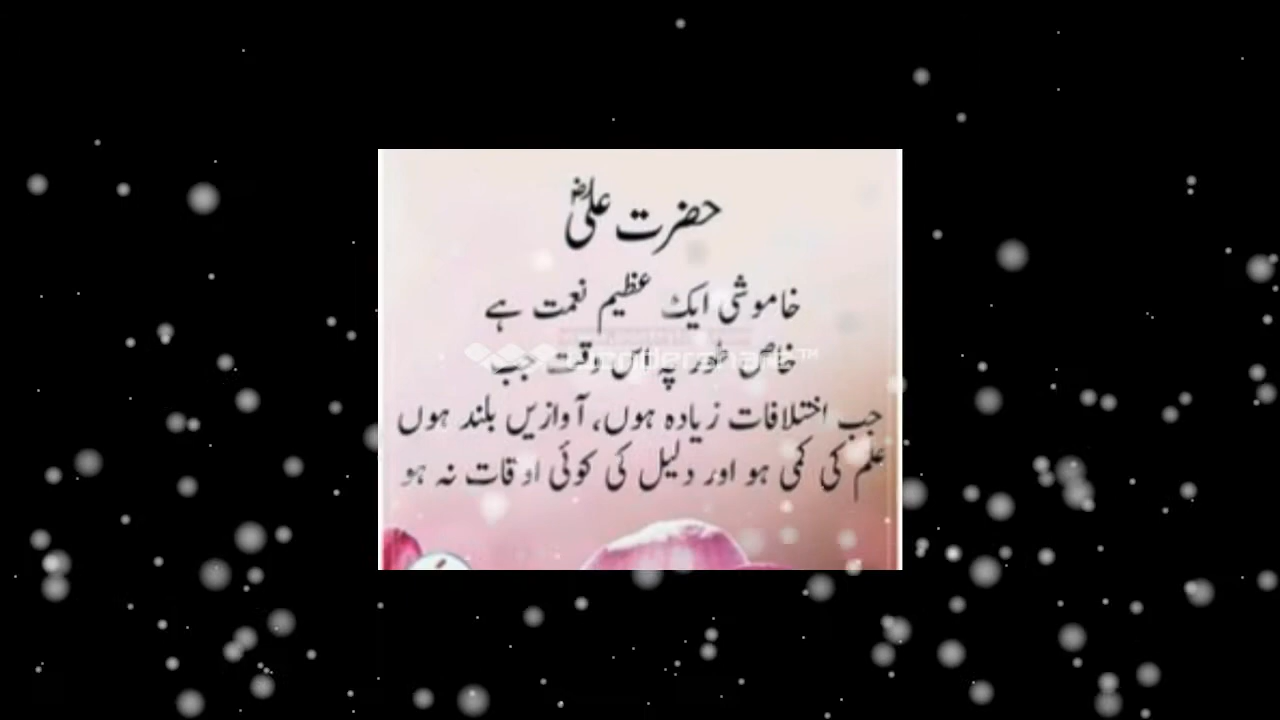 حضرت علیؓ
خاموشی ایک عظیم نعمت ہے
خاص طور پہ اس وقت جب
جب اختلافات زیادہ ہوں، آوازیں بلند ہوں
علم کی کمی ہو اور دلیل کی کوئی اوقات نہ ہو
wondershare™